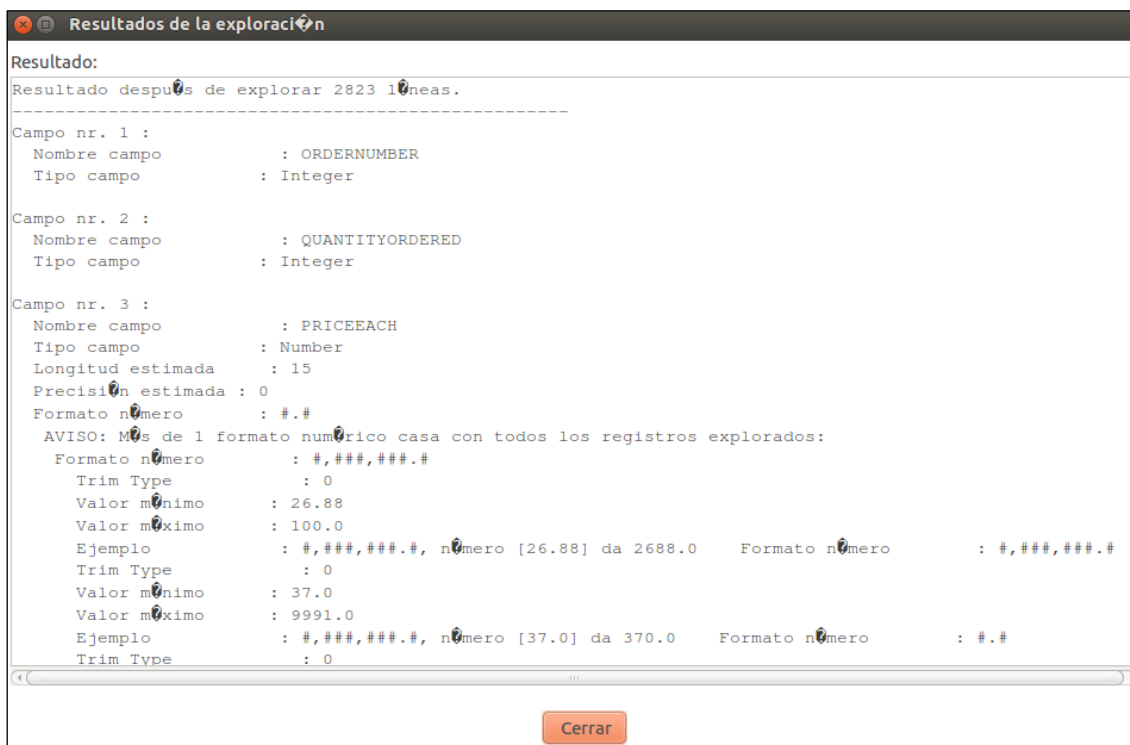 Resultados de la exploraci�n
Resultado:
Resultado despu�s de explorar 2823 l�neas.
----------------------------------------------------
Campo nr. 1 :
Nombre campo : ORDERNUMBER
Tipo campo : Integer
Campo nr. 2 :
Nombre campo : QUANTITYORDERED
Tipo campo : Integer
Campo nr. 3 :
Nombre campo : PRICEEACH
Tipo campo : Number
Longitud estimada : 15
Precisi�n estimada : 0
Formato n�mero : #.#
AVISO: M�s de 1 formato num�rico casa con todos los registros explorados:
Formato n�mero : #,###,###.#
Trim Type : 0
Valor m�nimo : 26.88
Valor m�ximo : 100.0
Ejemplo : #,###,###.#, n�mero [26.88] da 2688.0 Formato n�mero : #,###,###.#
Trim Type : 0
Valor m�nimo : 37.0
Valor m�ximo : 9991.0
Ejemplo : #,###,###.#, n�mero [37.0] da 370.0 Formato n�mero : #.#
Trim Type : 0
Cerrar